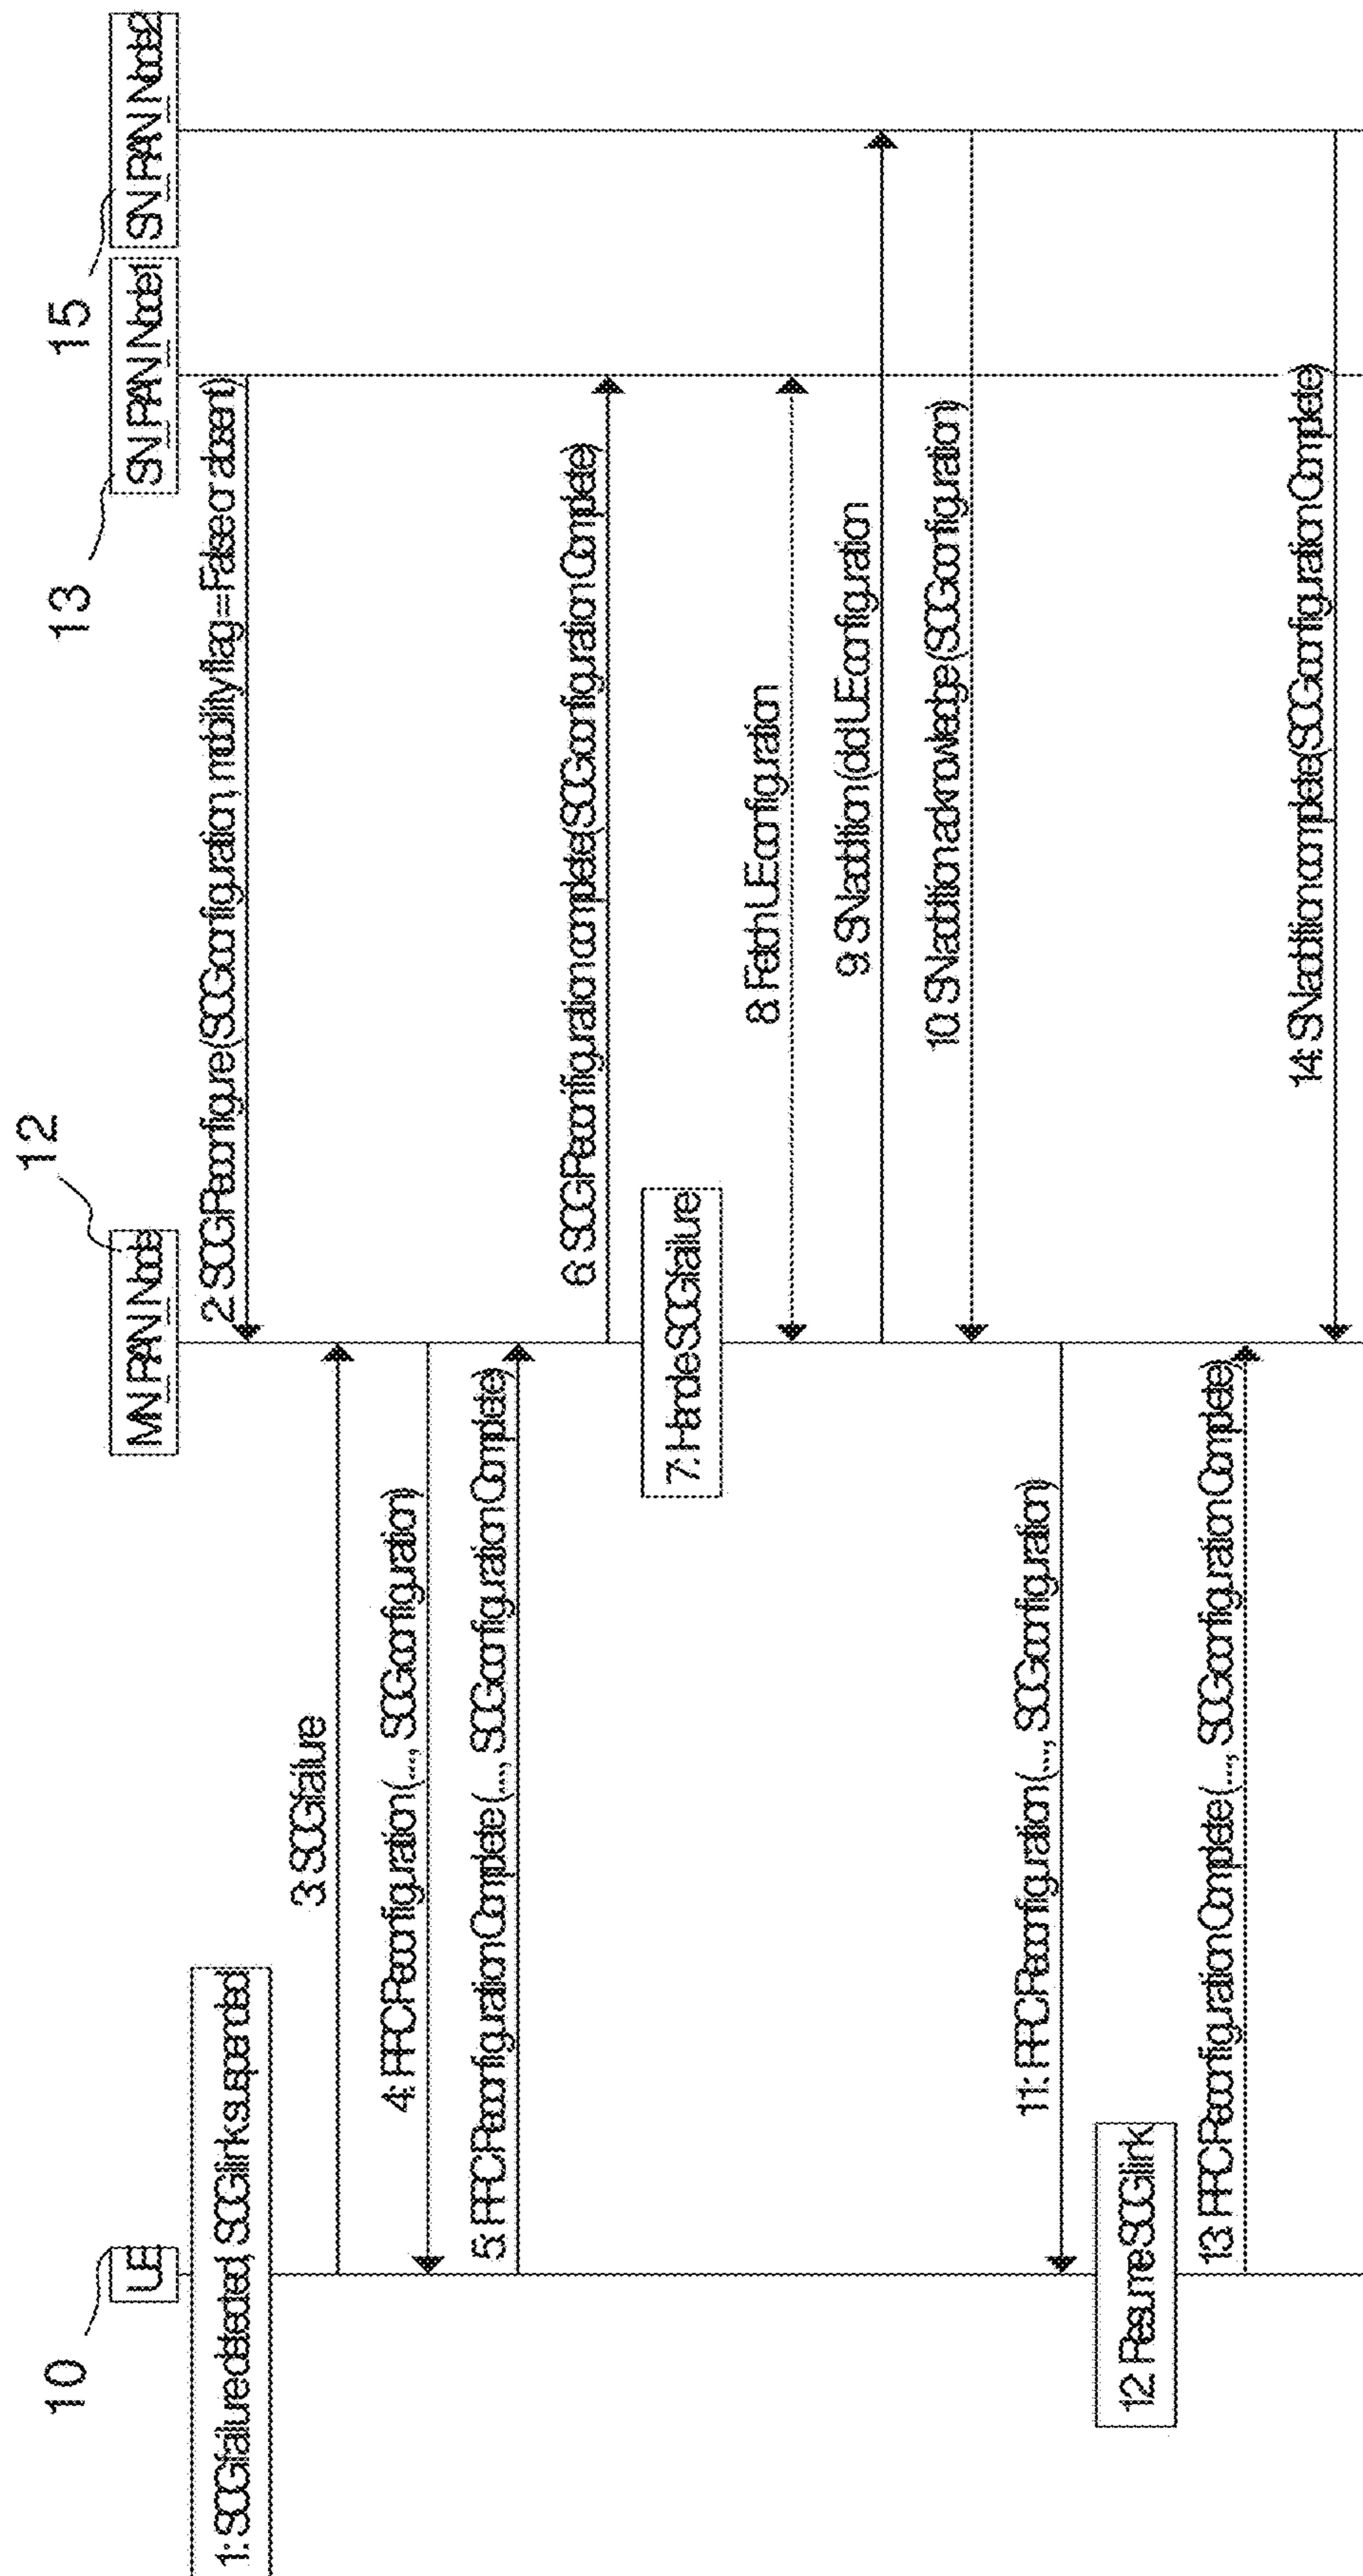 10
12
13
15
UE
MN RAN Node
SN RAN Node1
SN RAN Node2
1: SCG failure detected, SCG link suspended
2: SCG Reconfigure (SCG configuration, mobility flag = False or absent)
3: SCG failure
4: RRC Reconfiguration (..., SCG configuration)
5: RRC Reconfiguration Complete (..., SCG configuration Complete)
6: SCG Reconfiguration complete (SCG configuration Complete)
7: Handle SCG failure
8: Fetch UE configuration
9: SN addition (old UE configuration
10: SN addition acknowledge (SCG configuration)
11: RRC Reconfiguration (..., SCG configuration)
12: Resume SCG link
13: RRC Reconfiguration Complete (..., SCG configuration Complete)
14: SN addition complete (SCG configuration Complete)